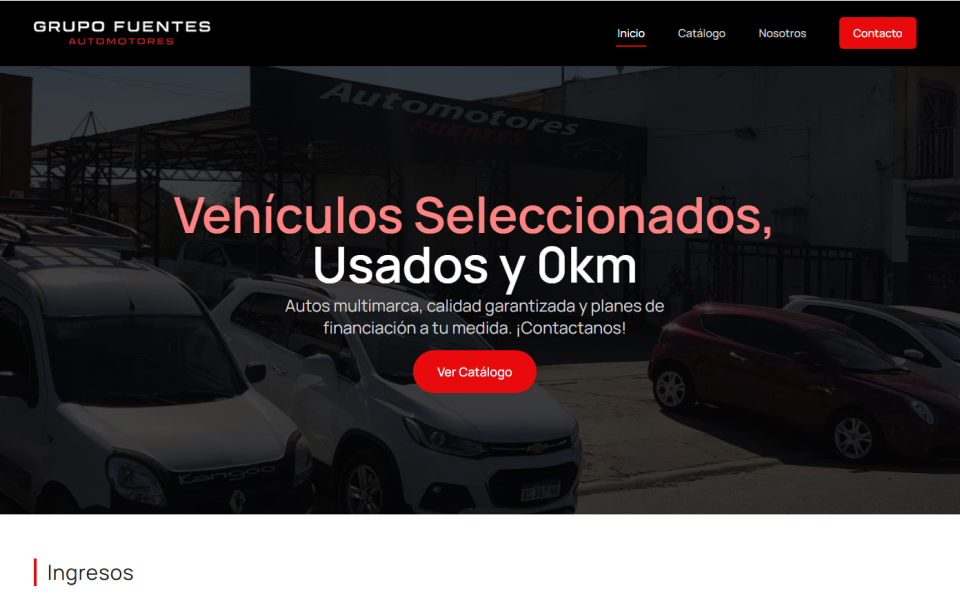 GRUPO FUENTES
AUTOMOTORES
Inicio
Catálogo
Nosotros
Contacto
Automotores
FUENTES
Vehículos Seleccionados,
Usados y 0km
Autos multimarca, calidad garantizada y planes de
financiación a tu medida. ¡Contactanos!
Ver Catálogo
Kangoo
Ingresos